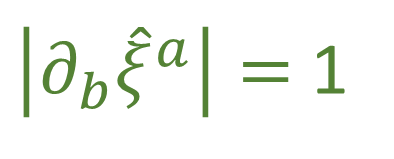 |∂_b ξ̂^a| = 1